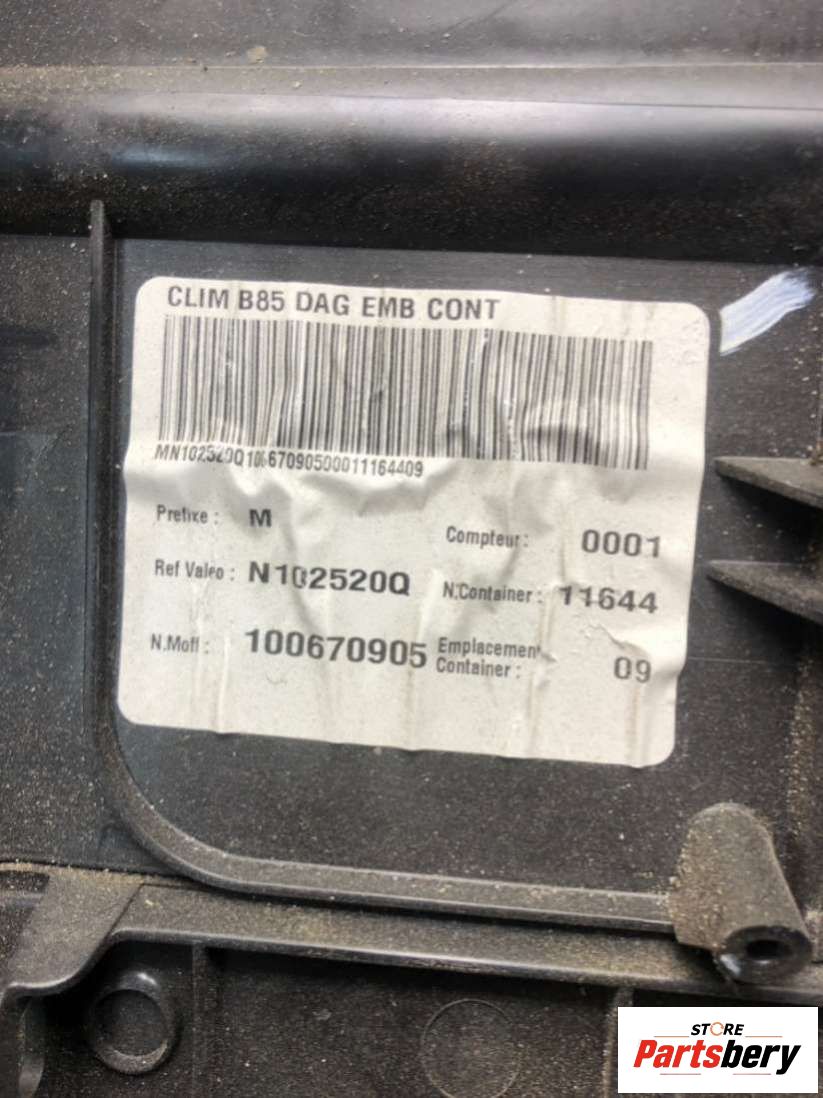 CLIM B85 DAG EMB CONT
MN102520Q10067090500011164409
Prefixe : M
Compteur : 0001
Ref Valeo : N102520Q
N.Container : 11644
N.Moff : 100670905
Emplacement
Container : 09
STORE
Partsbery